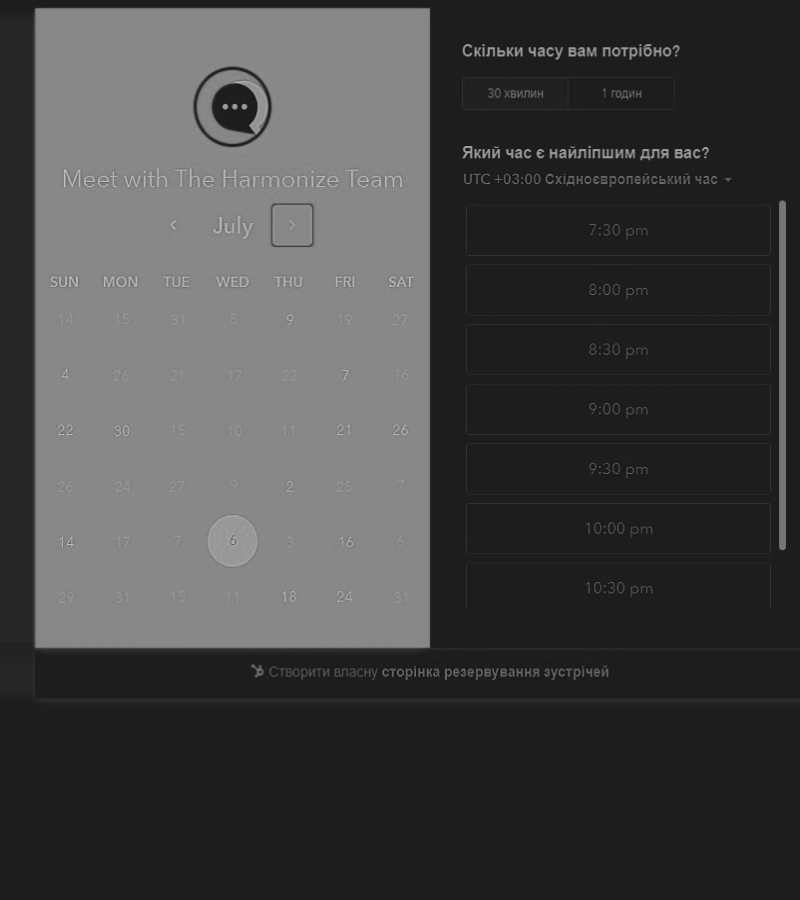 Meet with The Harmonize Team
July
SUN MON TUE WED THU FRI SAT
14 15 31 8 9 19 27
4 26 21 17 22 7 16
22 30 15 10 11 21 26
26 24 27 9 2 25 7
14 17 7 6 3 16 6
29 31 15 11 18 24 31
Скільки часу вам потрібно?
30 хвилин 1 годин
Який час є найліпшим для вас?
UTC +03:00 Східноєвропейський час
7:30 pm
8:00 pm
8:30 pm
9:00 pm
9:30 pm
10:00 pm
10:30 pm
Створити власну сторінка резервування зустрічей